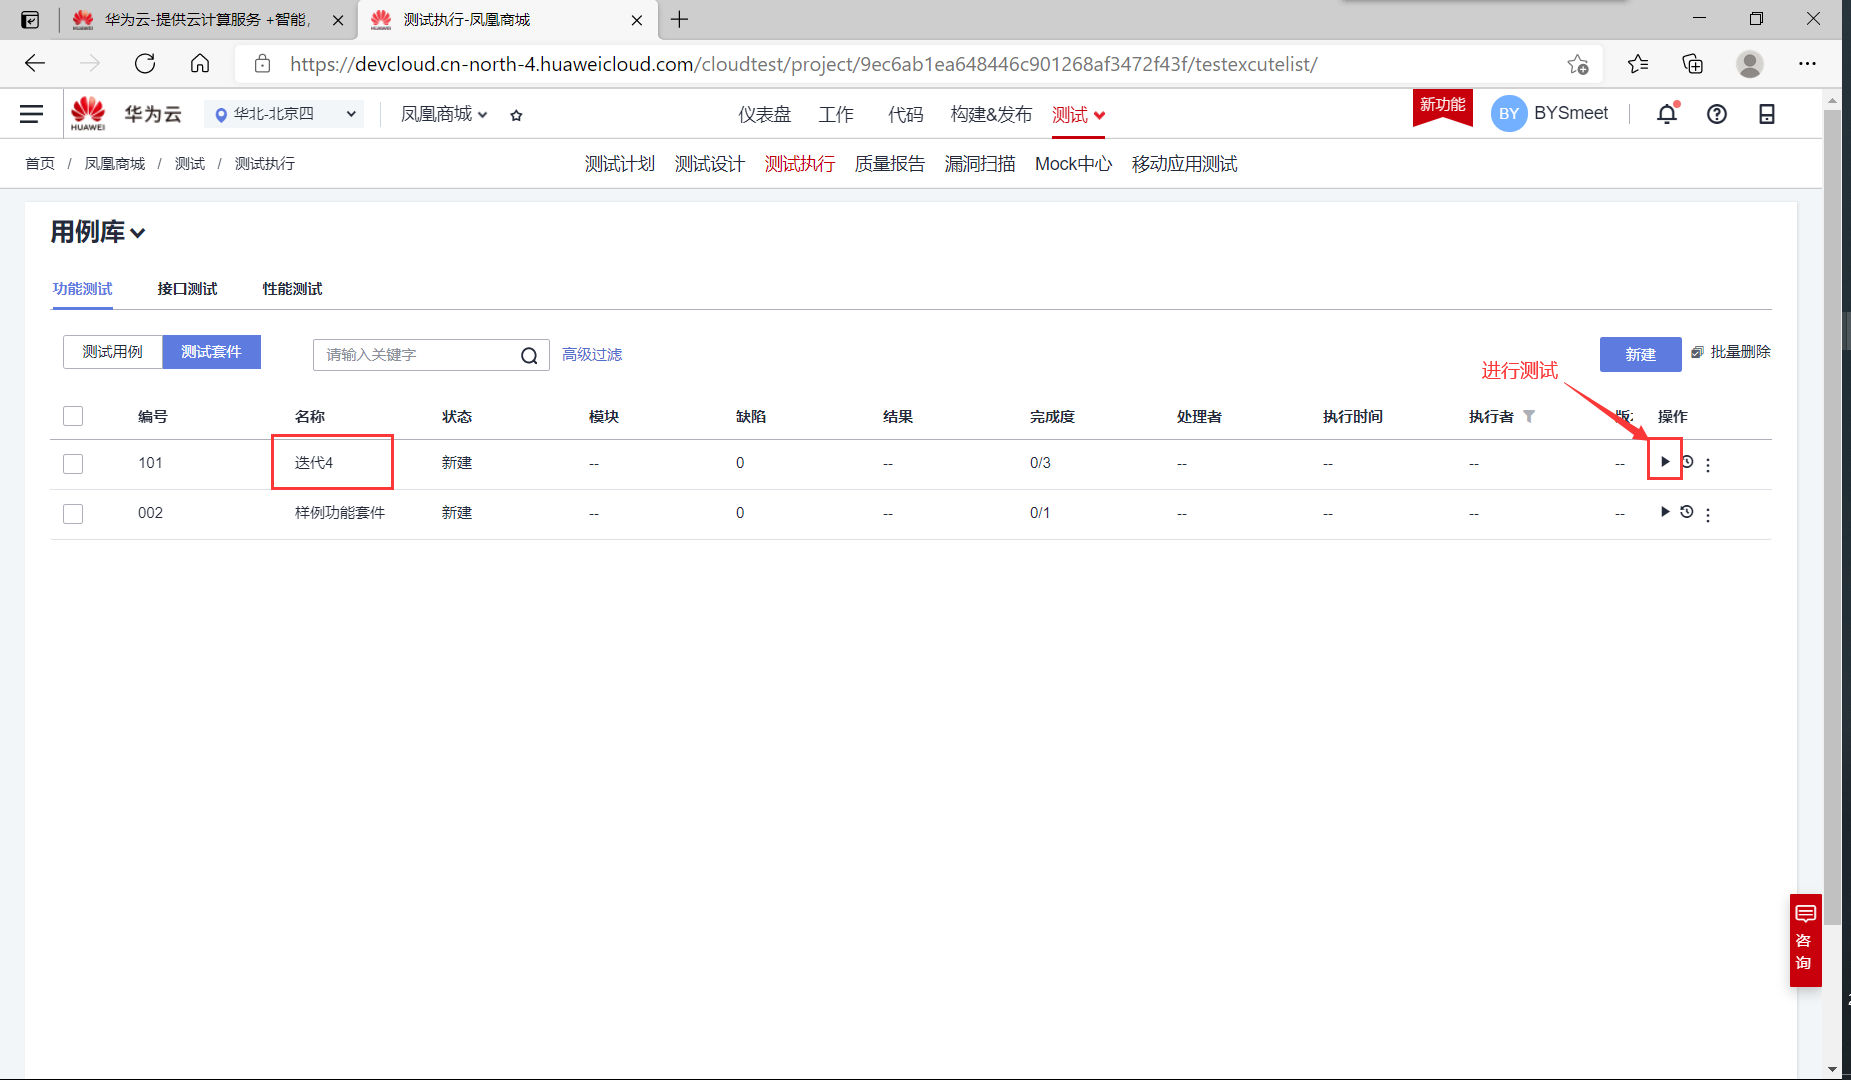 华为云-提供云计算服务 +智能,
测试执行-凤凰商城
https://devcloud.cn-north-4.huaweicloud.com/cloudtest/project/9ec6ab1ea648446c901268af3472f43f/testexcutelist/
HUAWEI 华为云 华北-北京四 凤凰商城 仪表盘 工作 代码 构建&发布 测试 新功能 BY BYSmeet
首页 / 凤凰商城 / 测试 / 测试执行 测试计划 测试设计 测试执行 质量报告 漏洞扫描 Mock中心 移动应用测试
用例库
功能测试 接口测试 性能测试
测试用例 测试套件 请输入关键字 高级过滤 新建 批量删除
进行测试
编号 名称 状态 模块 缺陷 结果 完成度 处理者 执行时间 执行者 操作
101 迭代4 新建 -- 0 -- 0/3 -- -- -- --
002 样例功能套件 新建 -- 0 -- 0/1 -- -- -- --
咨
询